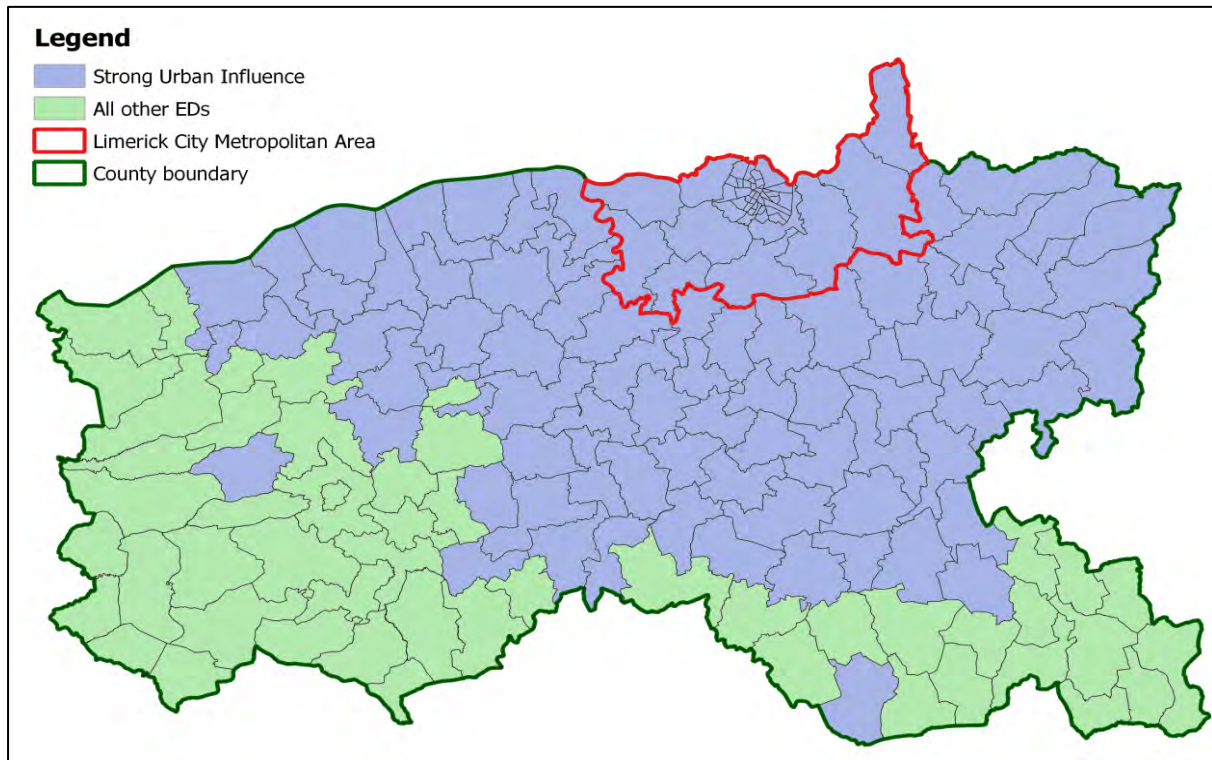 Legend
Strong Urban Influence
All other EDs
Limerick City Metropolitan Area
County boundary